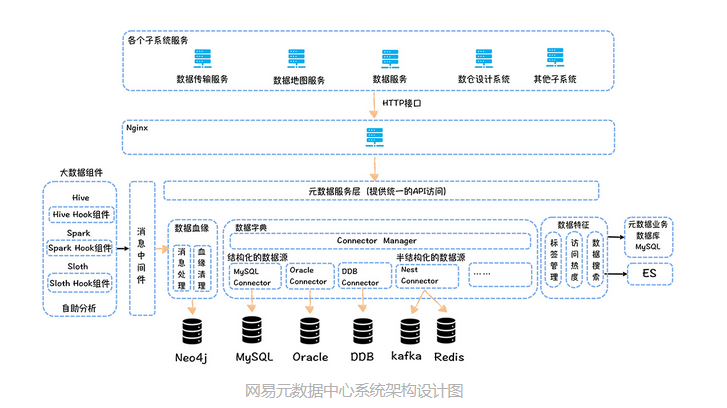 各个子系统服务
数据传输服务
数据地图服务
数据服务
数仓设计系统
其他子系统
HTTP接口
Nginx
元数据服务层（提供统一的API访问）
大数据组件
Hive
Hive Hook组件
Spark
Spark Hook组件
Sloth
Sloth Hook组件
自助分析
消息中间件
数据血缘
消息处理
血缘清理
数据字典
Connector Manager
结构化的数据源
半结构化的数据源
MySQL
Connector
Oracle
Connector
DDB
Connector
Nest
Connector
……
数据特征
标签管理
访问热度
数据搜索
元数据业务
数据库
MySQL
ES
Neo4j
MySQL
Oracle
DDB
kafka
Redis
网易元数据中心系统架构设计图